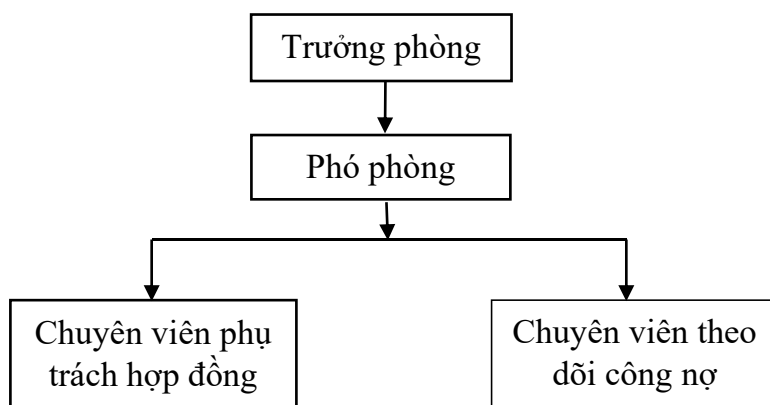 Trưởng phòng
Phó phòng
Chuyên viên phụ
trách hợp đồng
Chuyên viên theo
dõi công nợ